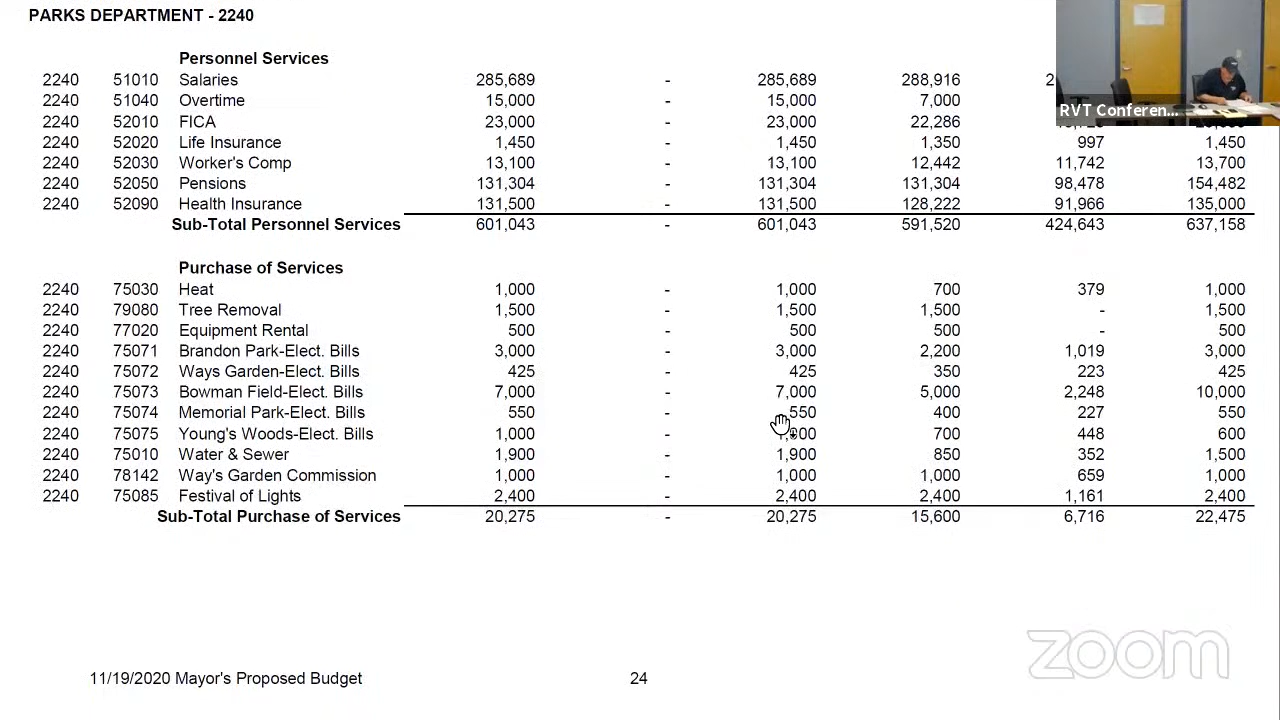 PARKS DEPARTMENT - 2240
Personnel Services
2240 51010 Salaries 285,689 - 285,689 288,916 2
2240 51040 Overtime 15,000 - 15,000 7,000
RVT Conferen...
2240 52010 FICA 23,000 - 23,000 22,286
2240 52020 Life Insurance 1,450 - 1,450 1,350 997 1,450
2240 52030 Worker's Comp 13,100 - 13,100 12,442 11,742 13,700
2240 52050 Pensions 131,304 - 131,304 131,304 98,478 154,482
2240 52090 Health Insurance 131,500 - 131,500 128,222 91,966 135,000
Sub-Total Personnel Services 601,043 - 601,043 591,520 424,643 637,158
Purchase of Services
2240 75030 Heat 1,000 - 1,000 700 379 1,000
2240 79080 Tree Removal 1,500 - 1,500 1,500 - 1,500
2240 77020 Equipment Rental 500 - 500 500 - 500
2240 75071 Brandon Park-Elect. Bills 3,000 - 3,000 2,200 1,019 3,000
2240 75072 Ways Garden-Elect. Bills 425 - 425 350 223 425
2240 75073 Bowman Field-Elect. Bills 7,000 - 7,000 5,000 2,248 10,000
2240 75074 Memorial Park-Elect. Bills 550 - 550 400 227 550
2240 75075 Young's Woods-Elect. Bills 1,000 - 700 448 600
2240 75010 Water & Sewer 1,900 - 1,900 850 352 1,500
2240 78142 Way's Garden Commission 1,000 - 1,000 1,000 659 1,000
2240 75085 Festival of Lights 2,400 - 2,400 2,400 1,161 2,400
Sub-Total Purchase of Services 20,275 - 20,275 15,600 6,716 22,475
zoom
11/19/2020 Mayor's Proposed Budget 24